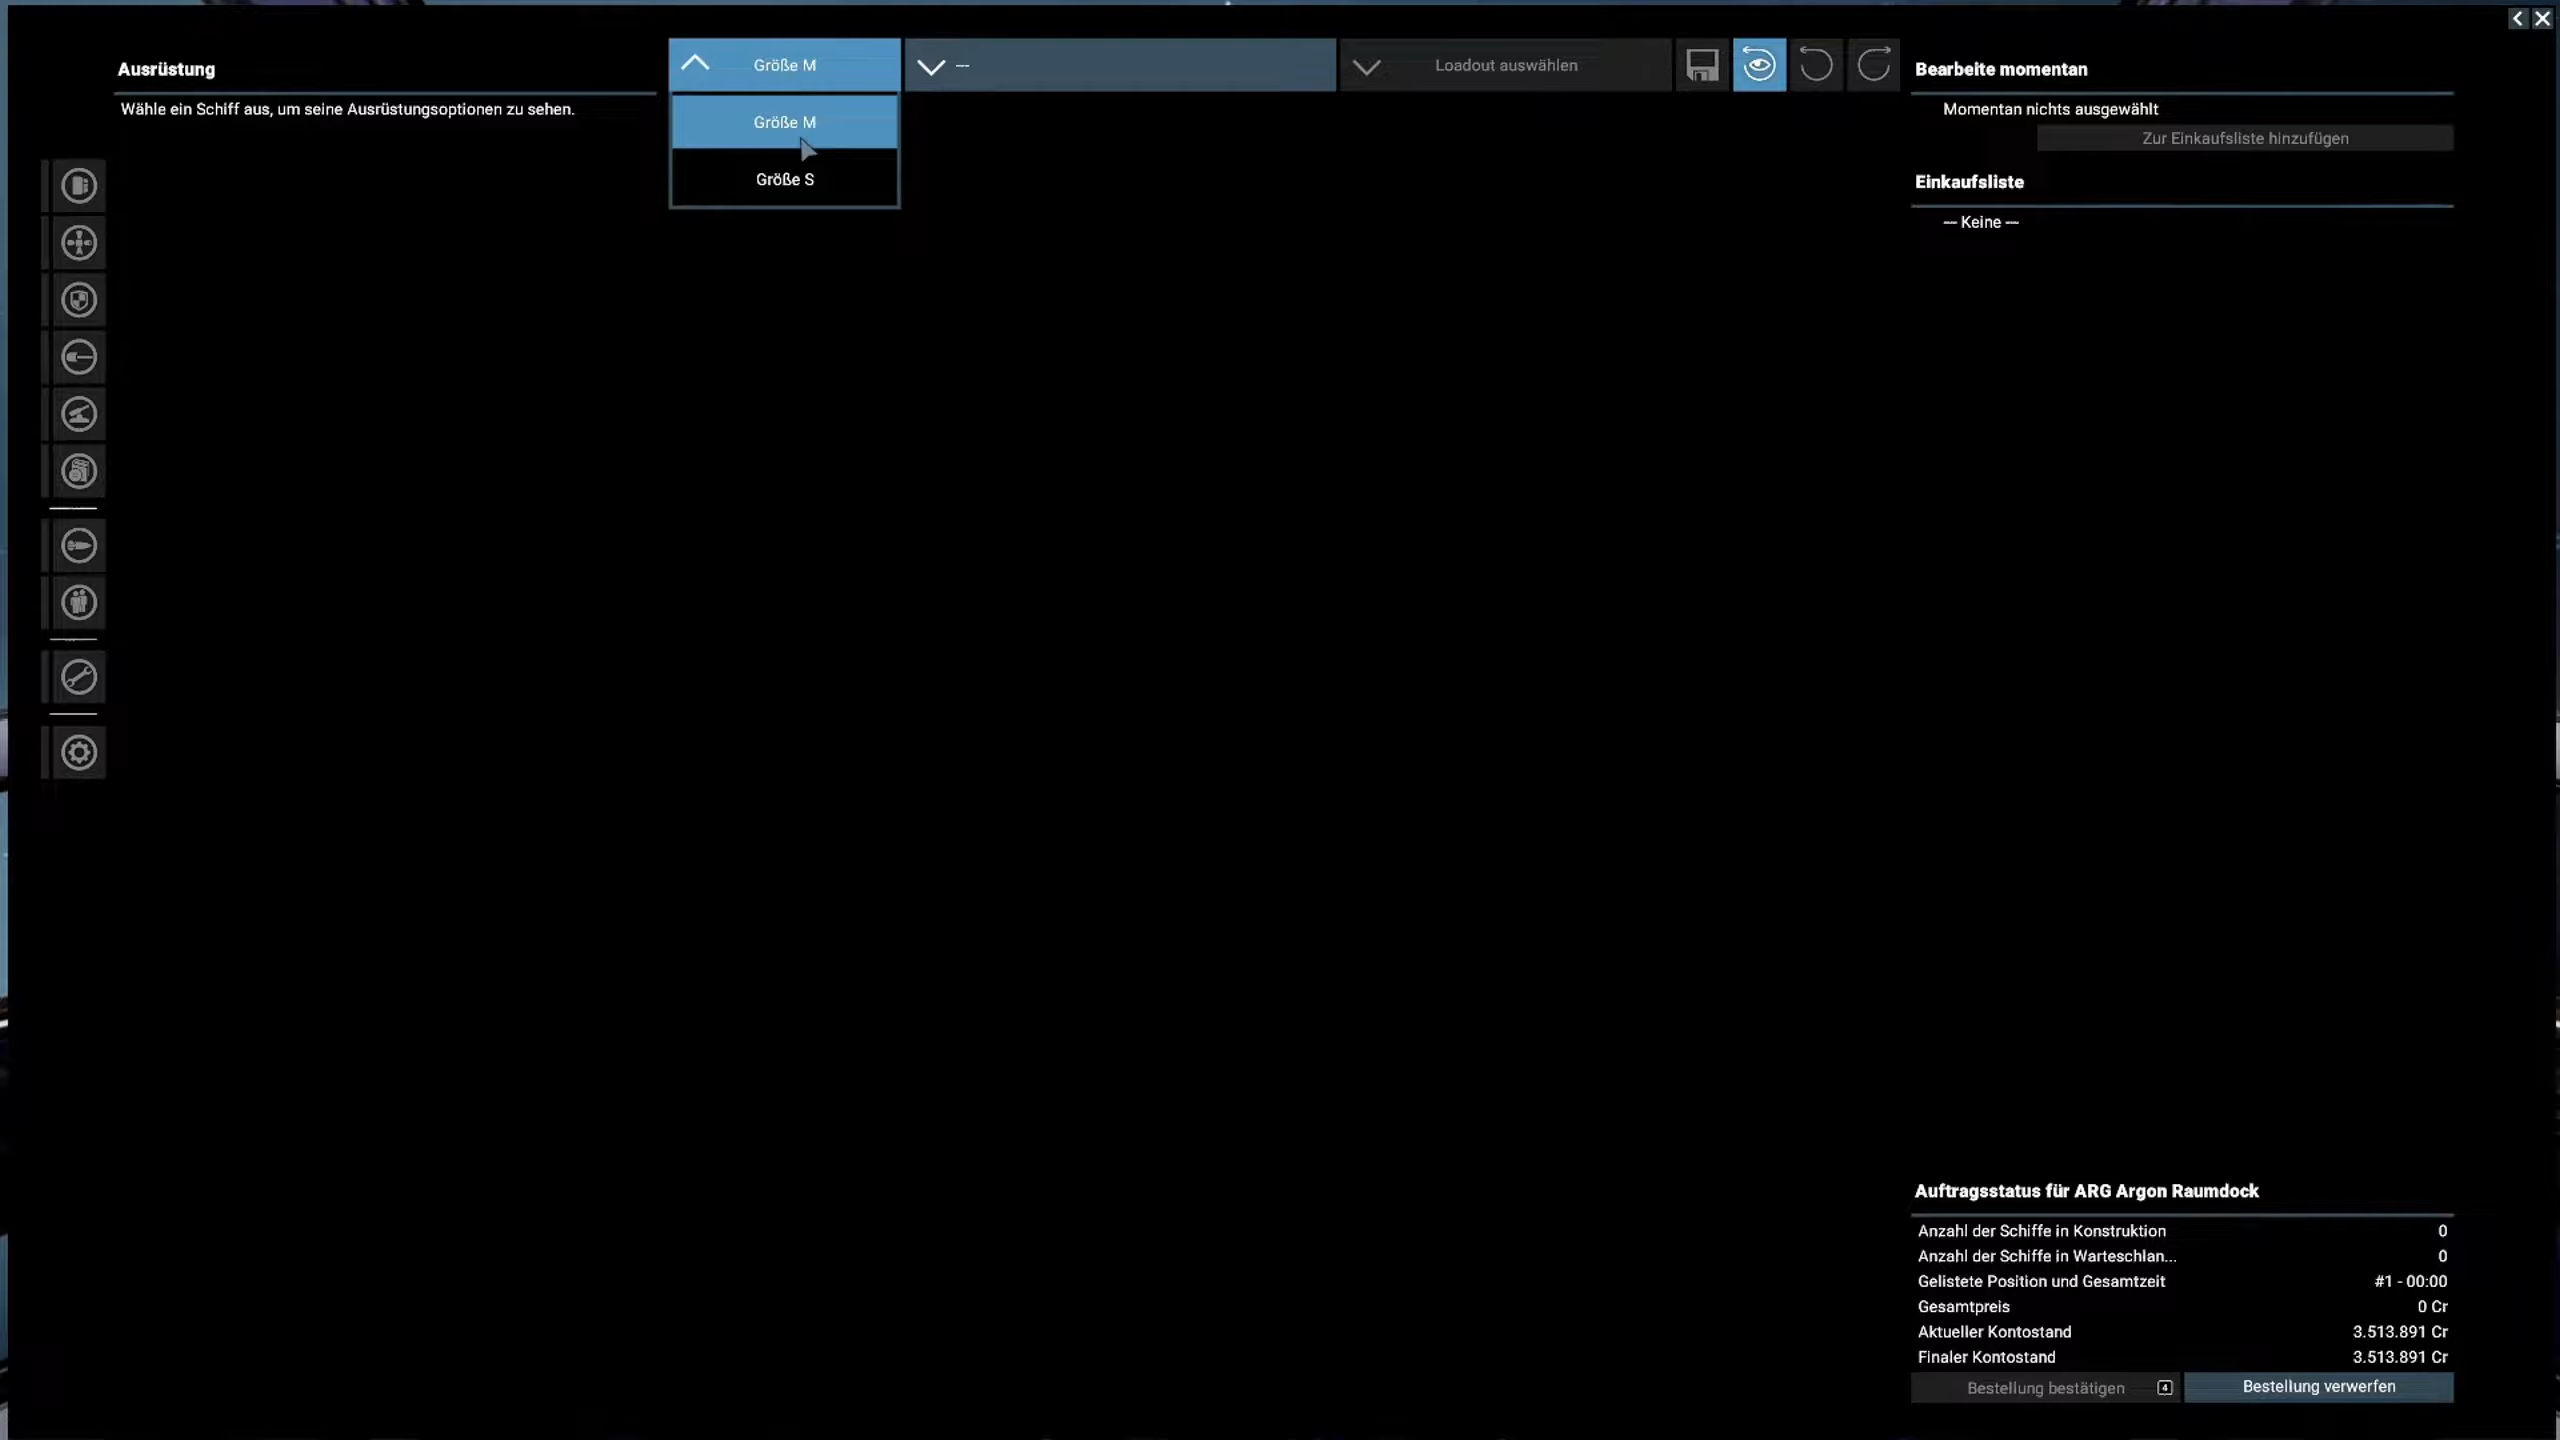 Ausrüstung
Wähle ein Schiff aus, um seine Ausrüstungsoptionen zu sehen.
Größe M
Größe M
Größe S
---
Loadout auswählen
Bearbeite momentan
Momentan nichts ausgewählt
Zur Einkaufsliste hinzufügen
Einkaufsliste
— Keine —
Auftragsstatus für ARG Argon Raumdock
Anzahl der Schiffe in Konstruktion 0
Anzahl der Schiffe in Warteschlan... 0
Gelistete Position und Gesamtzeit #1 - 00:00
Gesamtpreis 0 Cr
Aktueller Kontostand 3.513.891 Cr
Finaler Kontostand 3.513.891 Cr
Bestellung bestätigen 4
Bestellung verwerfen